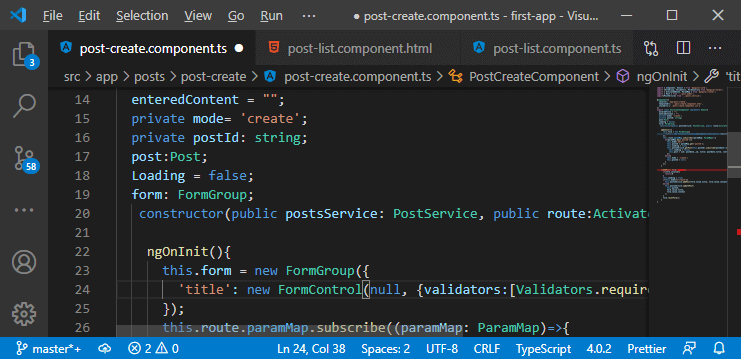 File Edit Selection View Go Run ··· ● post-create.component.ts - first-app - Visu...
post-create.component.ts ● post-list.component.html post-list.component.ts ···
3
src > app > posts > post-create > post-create.component.ts > PostCreateComponent > ngOnInit > 'tit
14 enteredContent = "";
15 private mode= 'create';
16 private postId: string;
17 post:Post;
18 Loading = false;
19 form: FormGroup;
20 constructor(public postsService: PostService, public route:Activat
21
58
22 ngOnInit(){
23 this.form = new FormGroup({
24 'title': new FormControl(null, {validators:[Validators.require
25 });
26 this.route.paramMap.subscribe((paramMap: ParamMap)=>{
master*+ 2 0 Ln 24, Col 38 Spaces: 2 UTF-8 CRLF TypeScript 4.0.2 Prettier